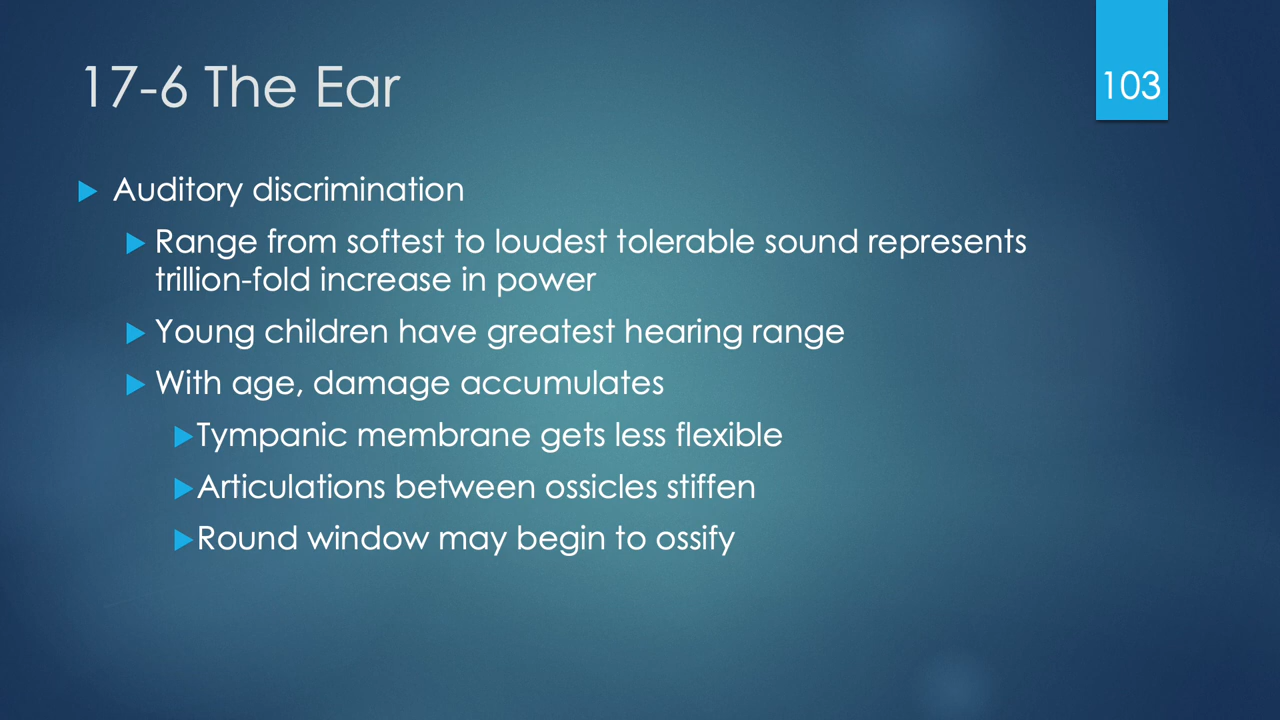 17-6 The Ear
103
Auditory discrimination
Range from softest to loudest tolerable sound represents
trillion-fold increase in power
Young children have greatest hearing range
With age, damage accumulates
Tympanic membrane gets less flexible
Articulations between ossicles stiffen
Round window may begin to ossify